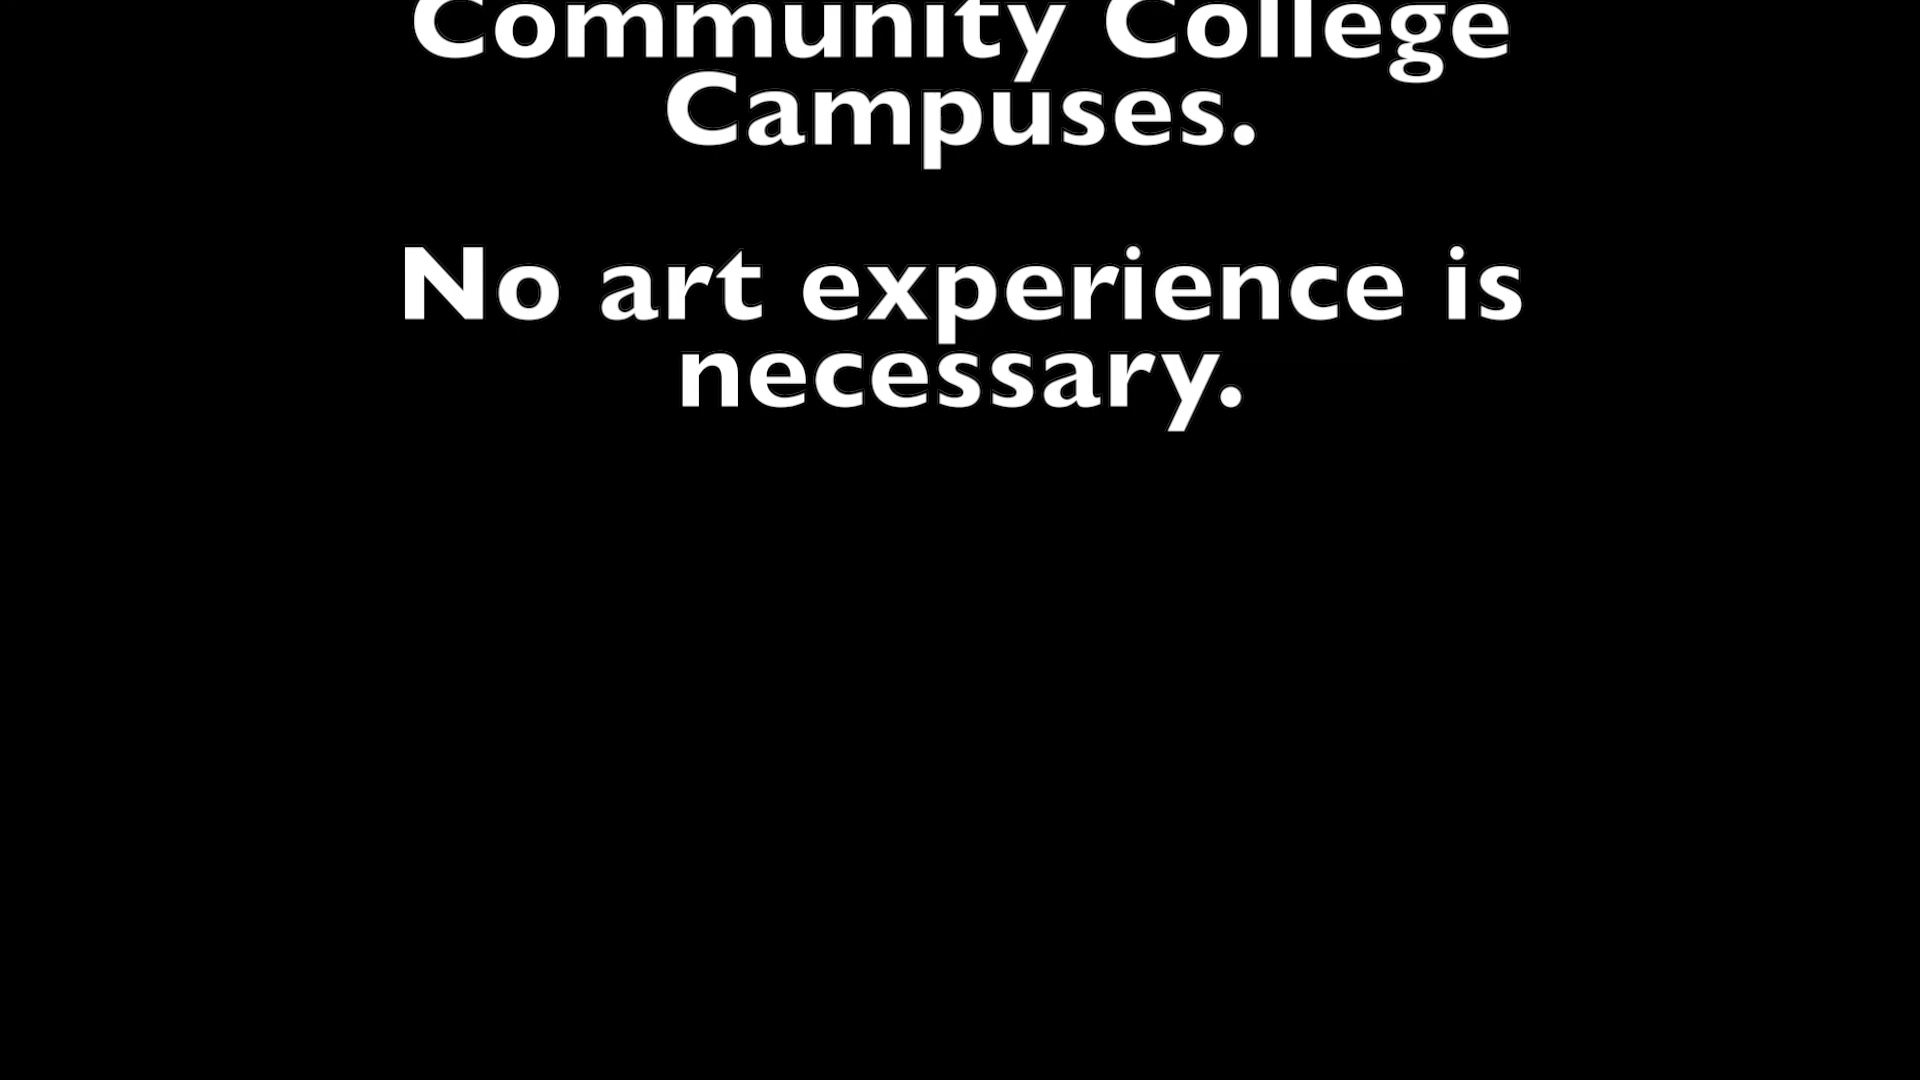 Community College
Campuses.
No art experience is
necessary.